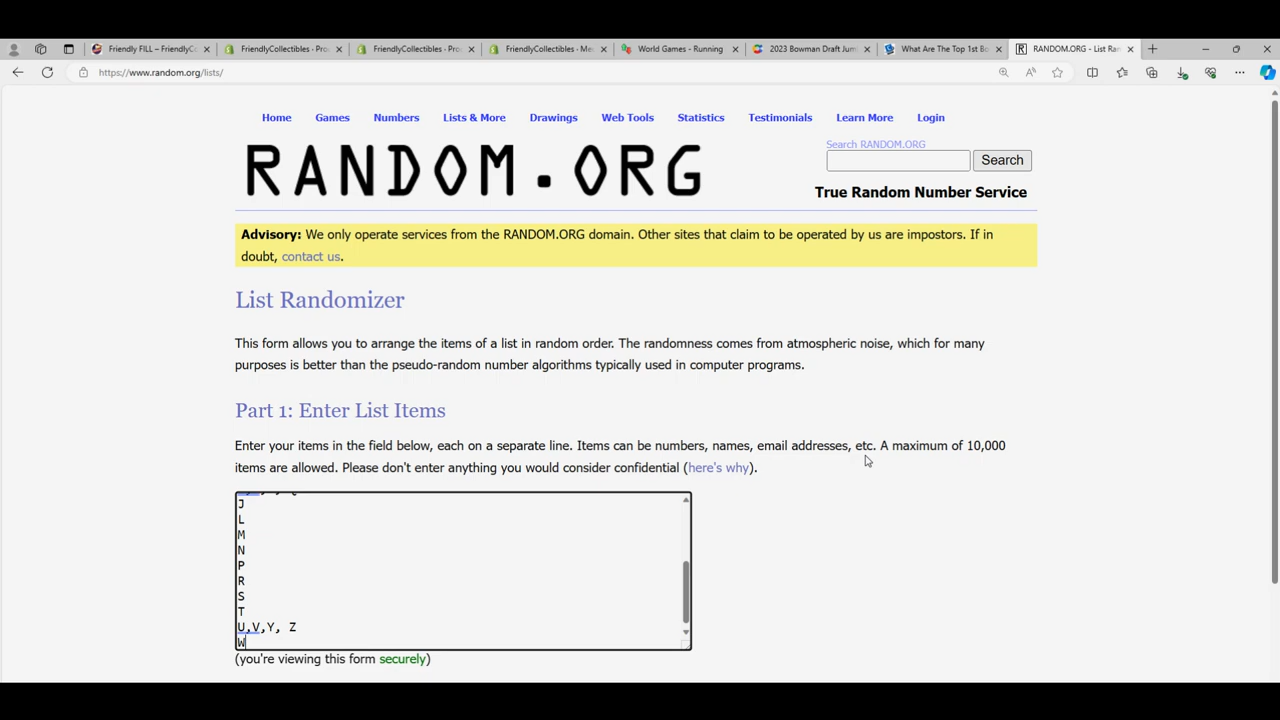 Friendly FILL – FriendlyC
FriendlyCollectibles · Pro
FriendlyCollectibles · Pro
FriendlyCollectibles · Me
World Games - Running
2023 Bowman Draft Jum
What Are The Top 1st Bo
RANDOM.ORG - List Ra
https://www.random.org/lists/
Home Games Numbers Lists & More Drawings Web Tools Statistics Testimonials Learn More Login
RANDOM.ORG
Search RANDOM.ORG
Search
True Random Number Service
Advisory: We only operate services from the RANDOM.ORG domain. Other sites that claim to be operated by us are impostors. If in
doubt, contact us.
List Randomizer
This form allows you to arrange the items of a list in random order. The randomness comes from atmospheric noise, which for many
purposes is better than the pseudo-random number algorithms typically used in computer programs.
Part 1: Enter List Items
Enter your items in the field below, each on a separate line. Items can be numbers, names, email addresses, etc. A maximum of 10,000
items are allowed. Please don't enter anything you would consider confidential (here's why).
J
L
M
N
P
R
S
T
U,V,Y, Z
W
(you're viewing this form securely)